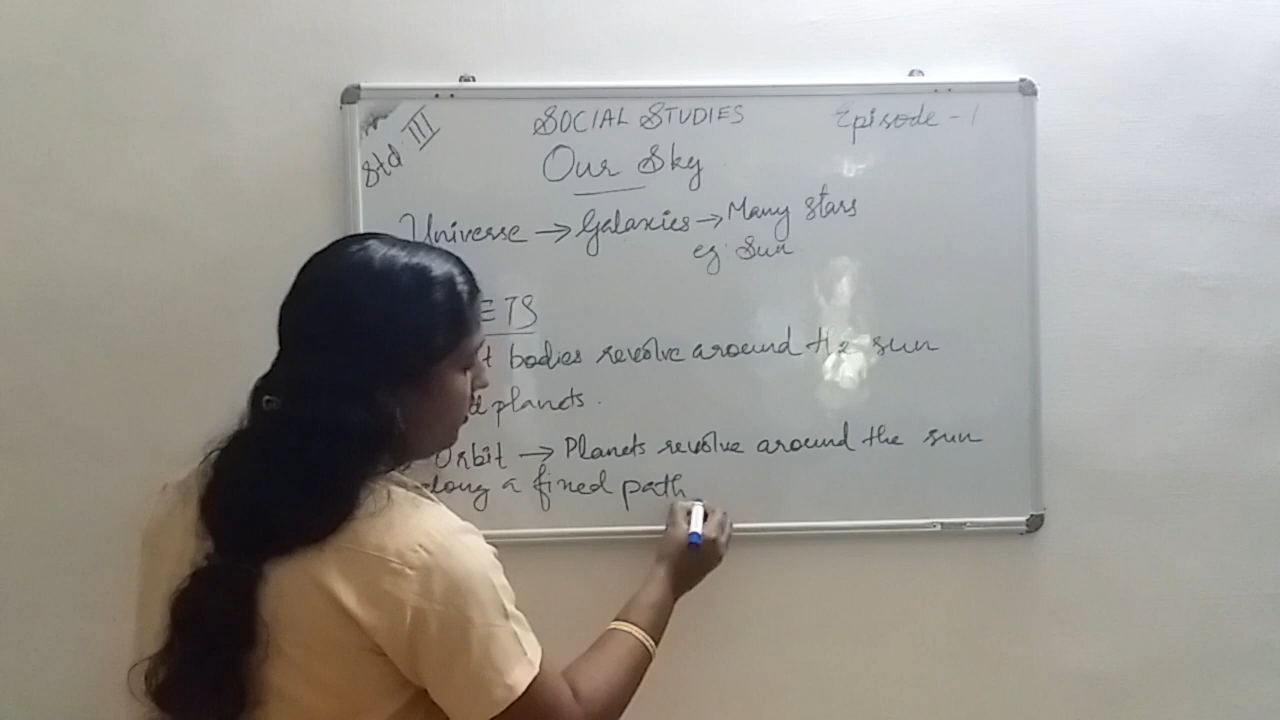 Std III
SOCIAL STUDIES
Episode - 1
Our Sky
Universe → Galaxies → Many stars
eg: Sun
ETS
t bodies revolve around the sun
d planets.
Orbit → Planets revolve around the sun
along a fixed path